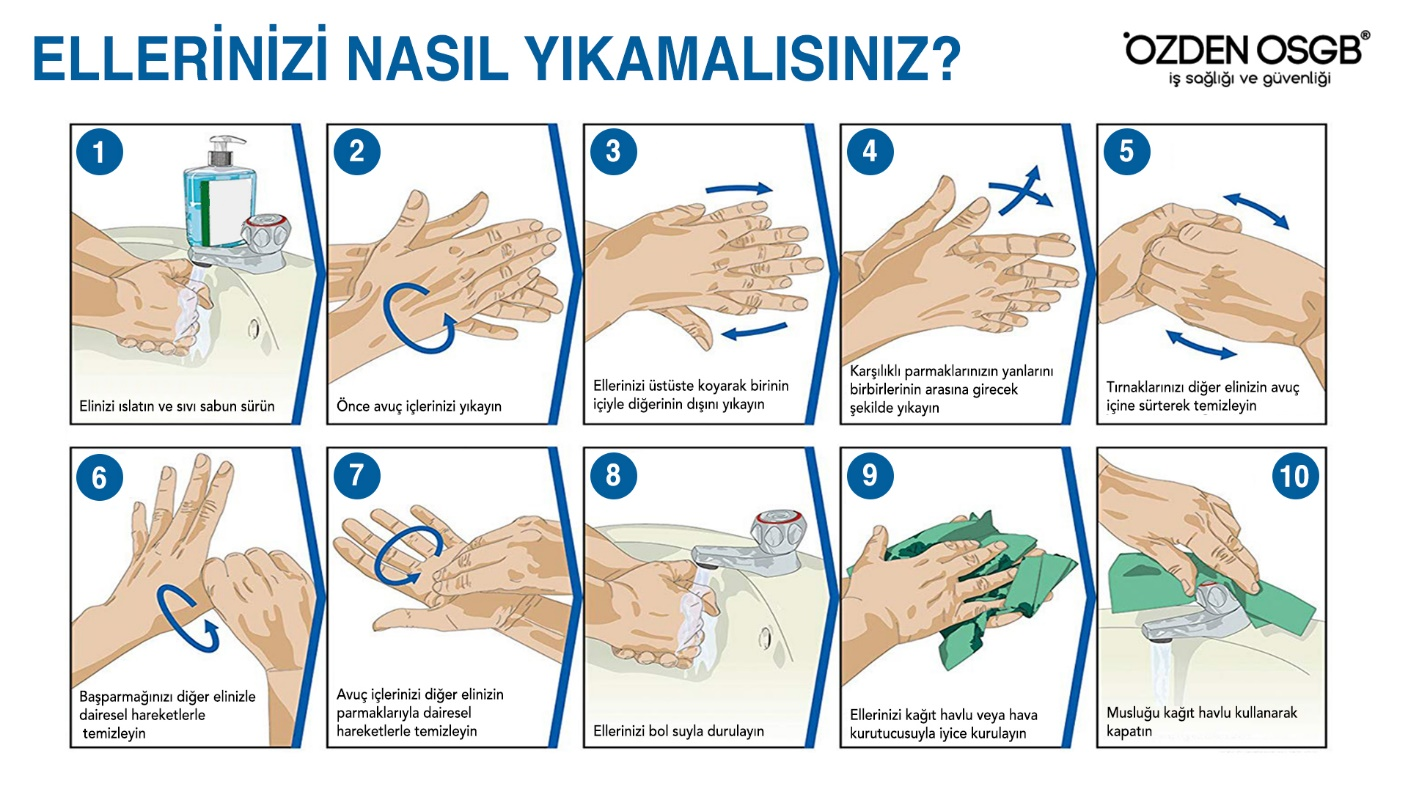 ELLERİNİZİ NASIL YIKAMALISINIZ?
ÖZDEN OSGB®
iş sağlığı ve güvenliği
1
Elinizi ıslatın ve sıvı sabun sürün
2
Önce avuç içlerinizi yıkayın
3
Ellerinizi üstüste koyarak birinin
içiyle diğerinin dışını yıkayın
4
Karşılıklı parmaklarınızın yanlarını
birbirlerinin arasına girecek
şekilde yıkayın
5
Tırnaklarınızı diğer elinizin avuç
içine sürterek temizleyin
6
Başparmağınızı diğer elinizle
dairesel hareketlerle
temizleyin
7
Avuç içlerinizi diğer elinizin
parmaklarıyla dairesel
hareketlerle temizleyin
8
Ellerinizi bol suyla durulayın
9
Ellerinizi kağıt havlu veya hava
kurutucusuyla iyice kurulayın
10
Musluğu kağıt havlu kullanarak
kapatın